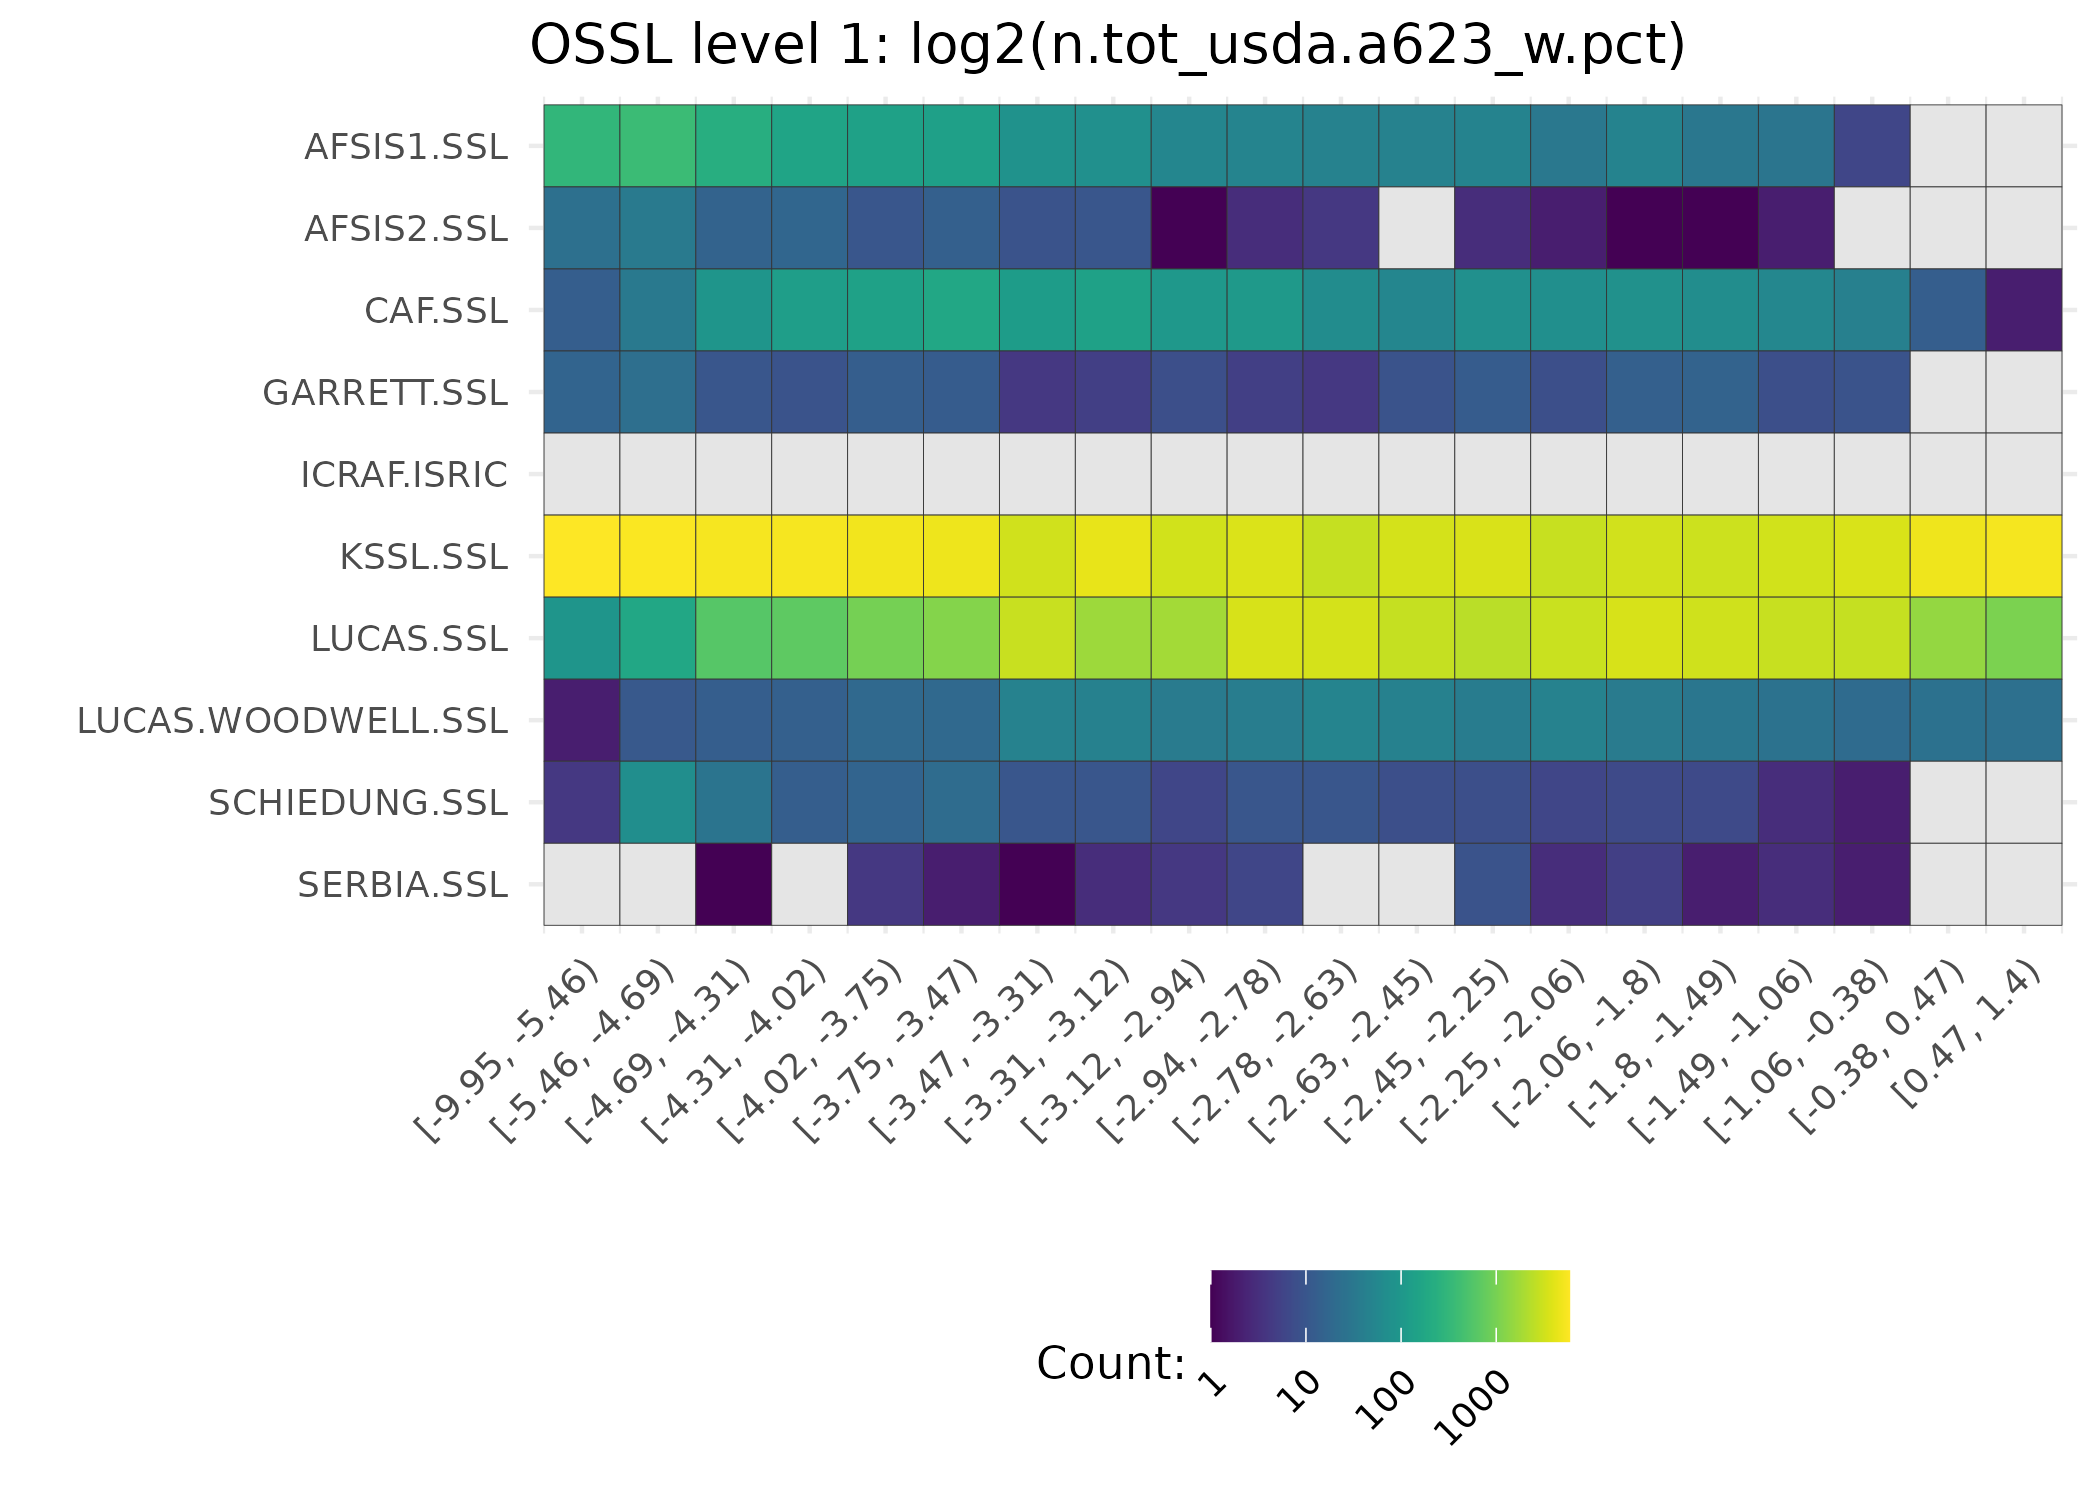 OSSL level 1: log2(n.tot_usda.a623_w.pct)
AFSIS1.SSL
AFSIS2.SSL
CAF.SSL
GARRETT.SSL
ICRAF.ISRIC
KSSL.SSL
LUCAS.SSL
LUCAS.WOODWELL.SSL
SCHIEDUNG.SSL
SERBIA.SSL
[-9.95, -5.46)
[-5.46, -4.69)
[-4.69, -4.31)
[-4.31, -4.02)
[-4.02, -3.75)
[-3.75, -3.47)
[-3.47, -3.31)
[-3.31, -3.12)
[-3.12, -2.94)
[-2.94, -2.78)
[-2.78, -2.63)
[-2.63, -2.45)
[-2.45, -2.25)
[-2.25, -2.06)
[-2.06, -1.8)
[-1.8, -1.49)
[-1.49, -1.06)
[-1.06, -0.38)
[-0.38, 0.47)
[0.47, 1.4)
Count:
1
10
100
1000